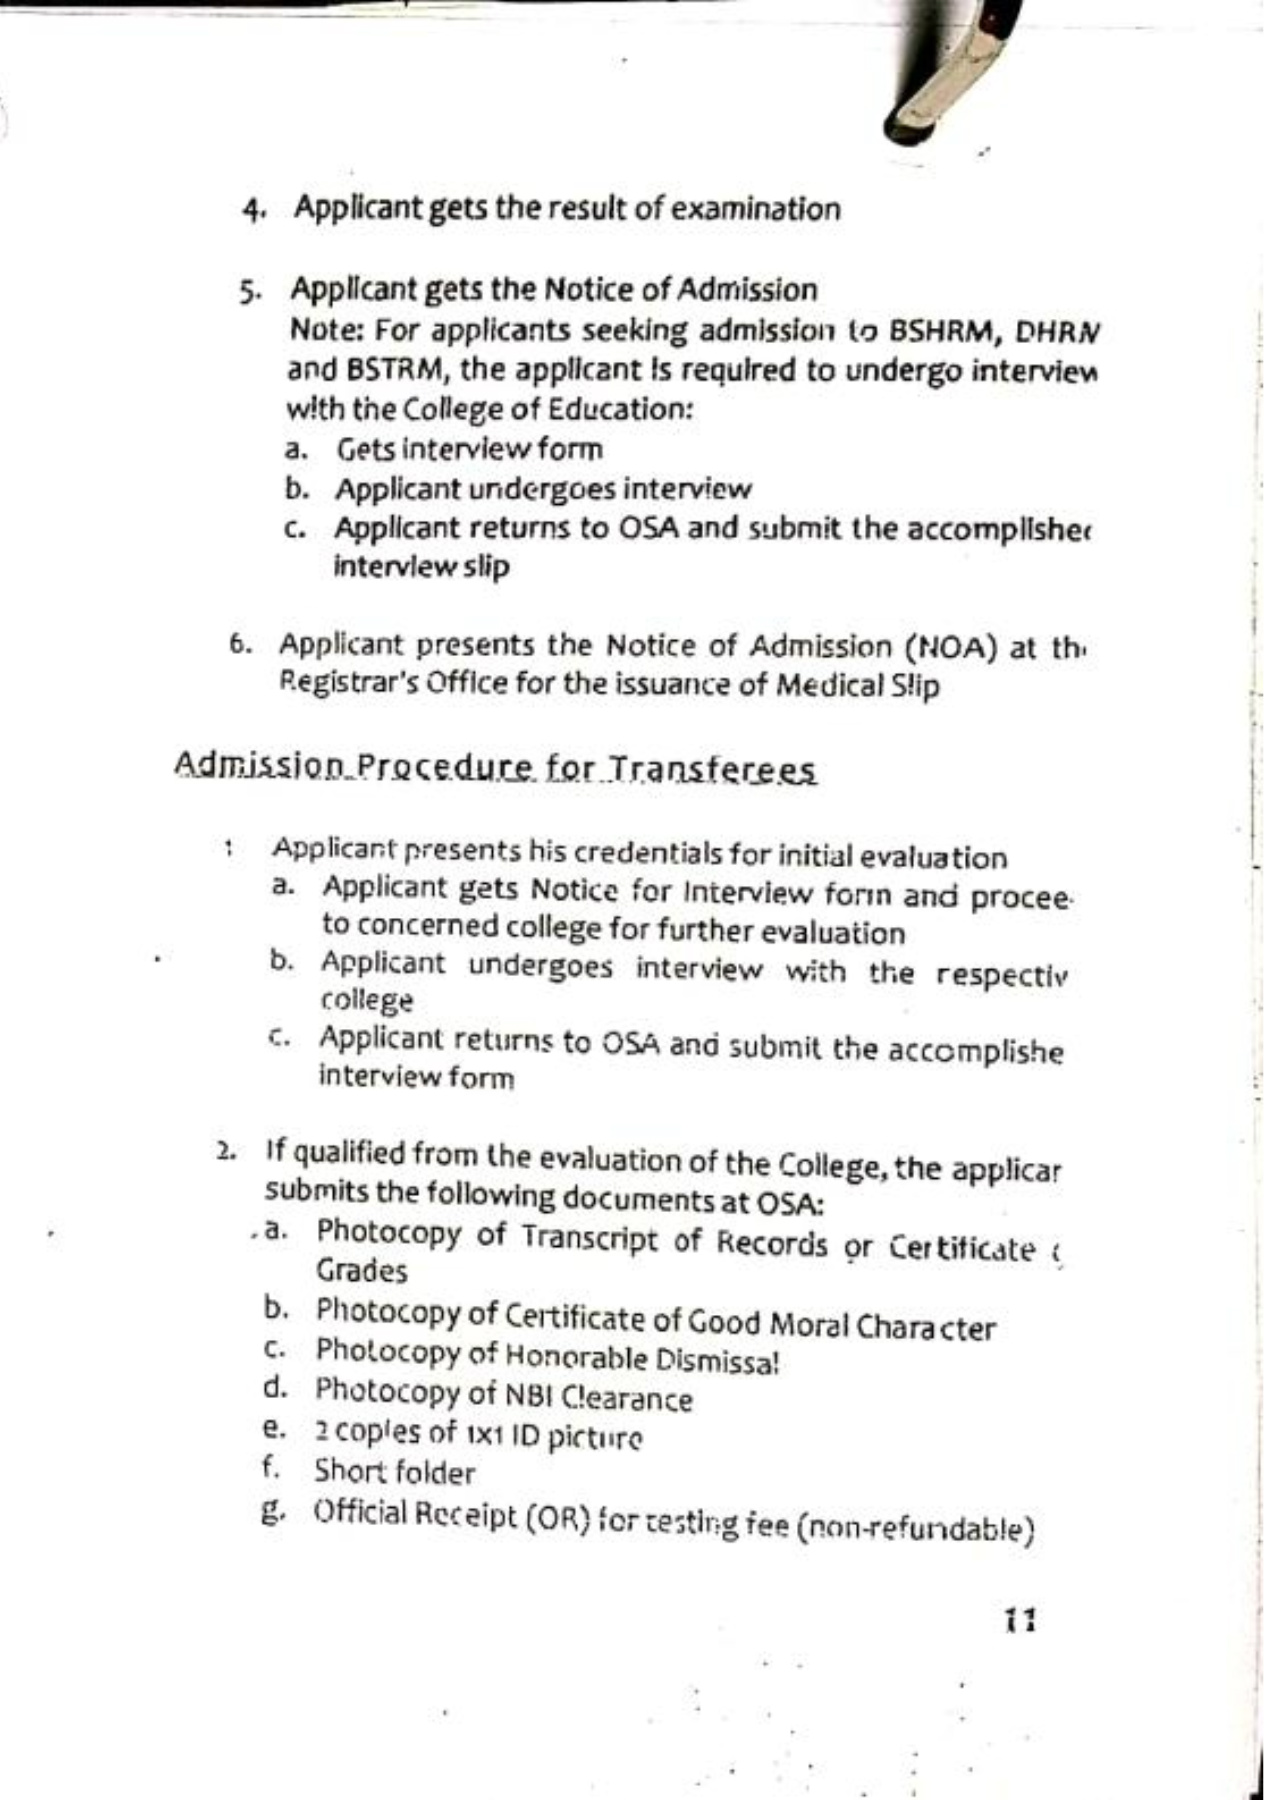 4. Applicant gets the result of examination
5. Applicant gets the Notice of Admission
Note: For applicants seeking admission to BSHRM, DHRM
and BSTRM, the applicant is required to undergo interview
with the College of Education:
a. Gets interview form
b. Applicant undergoes interview
c. Applicant returns to OSA and submit the accomplishe
interview slip
6. Applicant presents the Notice of Admission (NOA) at th
Registrar's Office for the issuance of Medical Slip
Admission Procedure for Transferees
1 Applicant presents his credentials for initial evaluation
a. Applicant gets Notice for Interview form and procee
to concerned college for further evaluation
b. Applicant undergoes interview with the respectiv
college
c. Applicant returns to OSA and submit the accomplishe
interview form
2. If qualified from the evaluation of the College, the applican
submits the following documents at OSA:
a. Photocopy of Transcript of Records or Certificate
Grades
b. Photocopy of Certificate of Good Moral Character
c. Photocopy of Honorable Dismissal
d. Photocopy of NBI Clearance
e. 2 copies of 1x1 ID picture
f. Short folder
g. Official Receipt (OR) for testing fee (non-refundable)
11